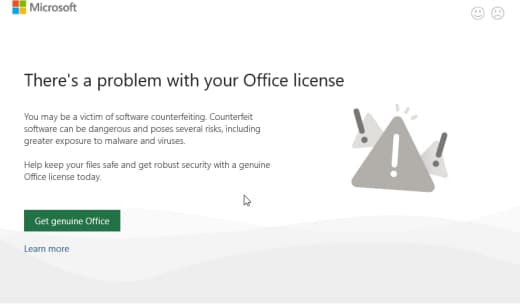 Microsoft
There's a problem with your Office license
You may be a victim of software counterfeiting. Counterfeit
software can be dangerous and poses several risks, including
greater exposure to malware and viruses.
Help keep your files safe and get robust security with a genuine
Office license today.
Get genuine Office
Learn more